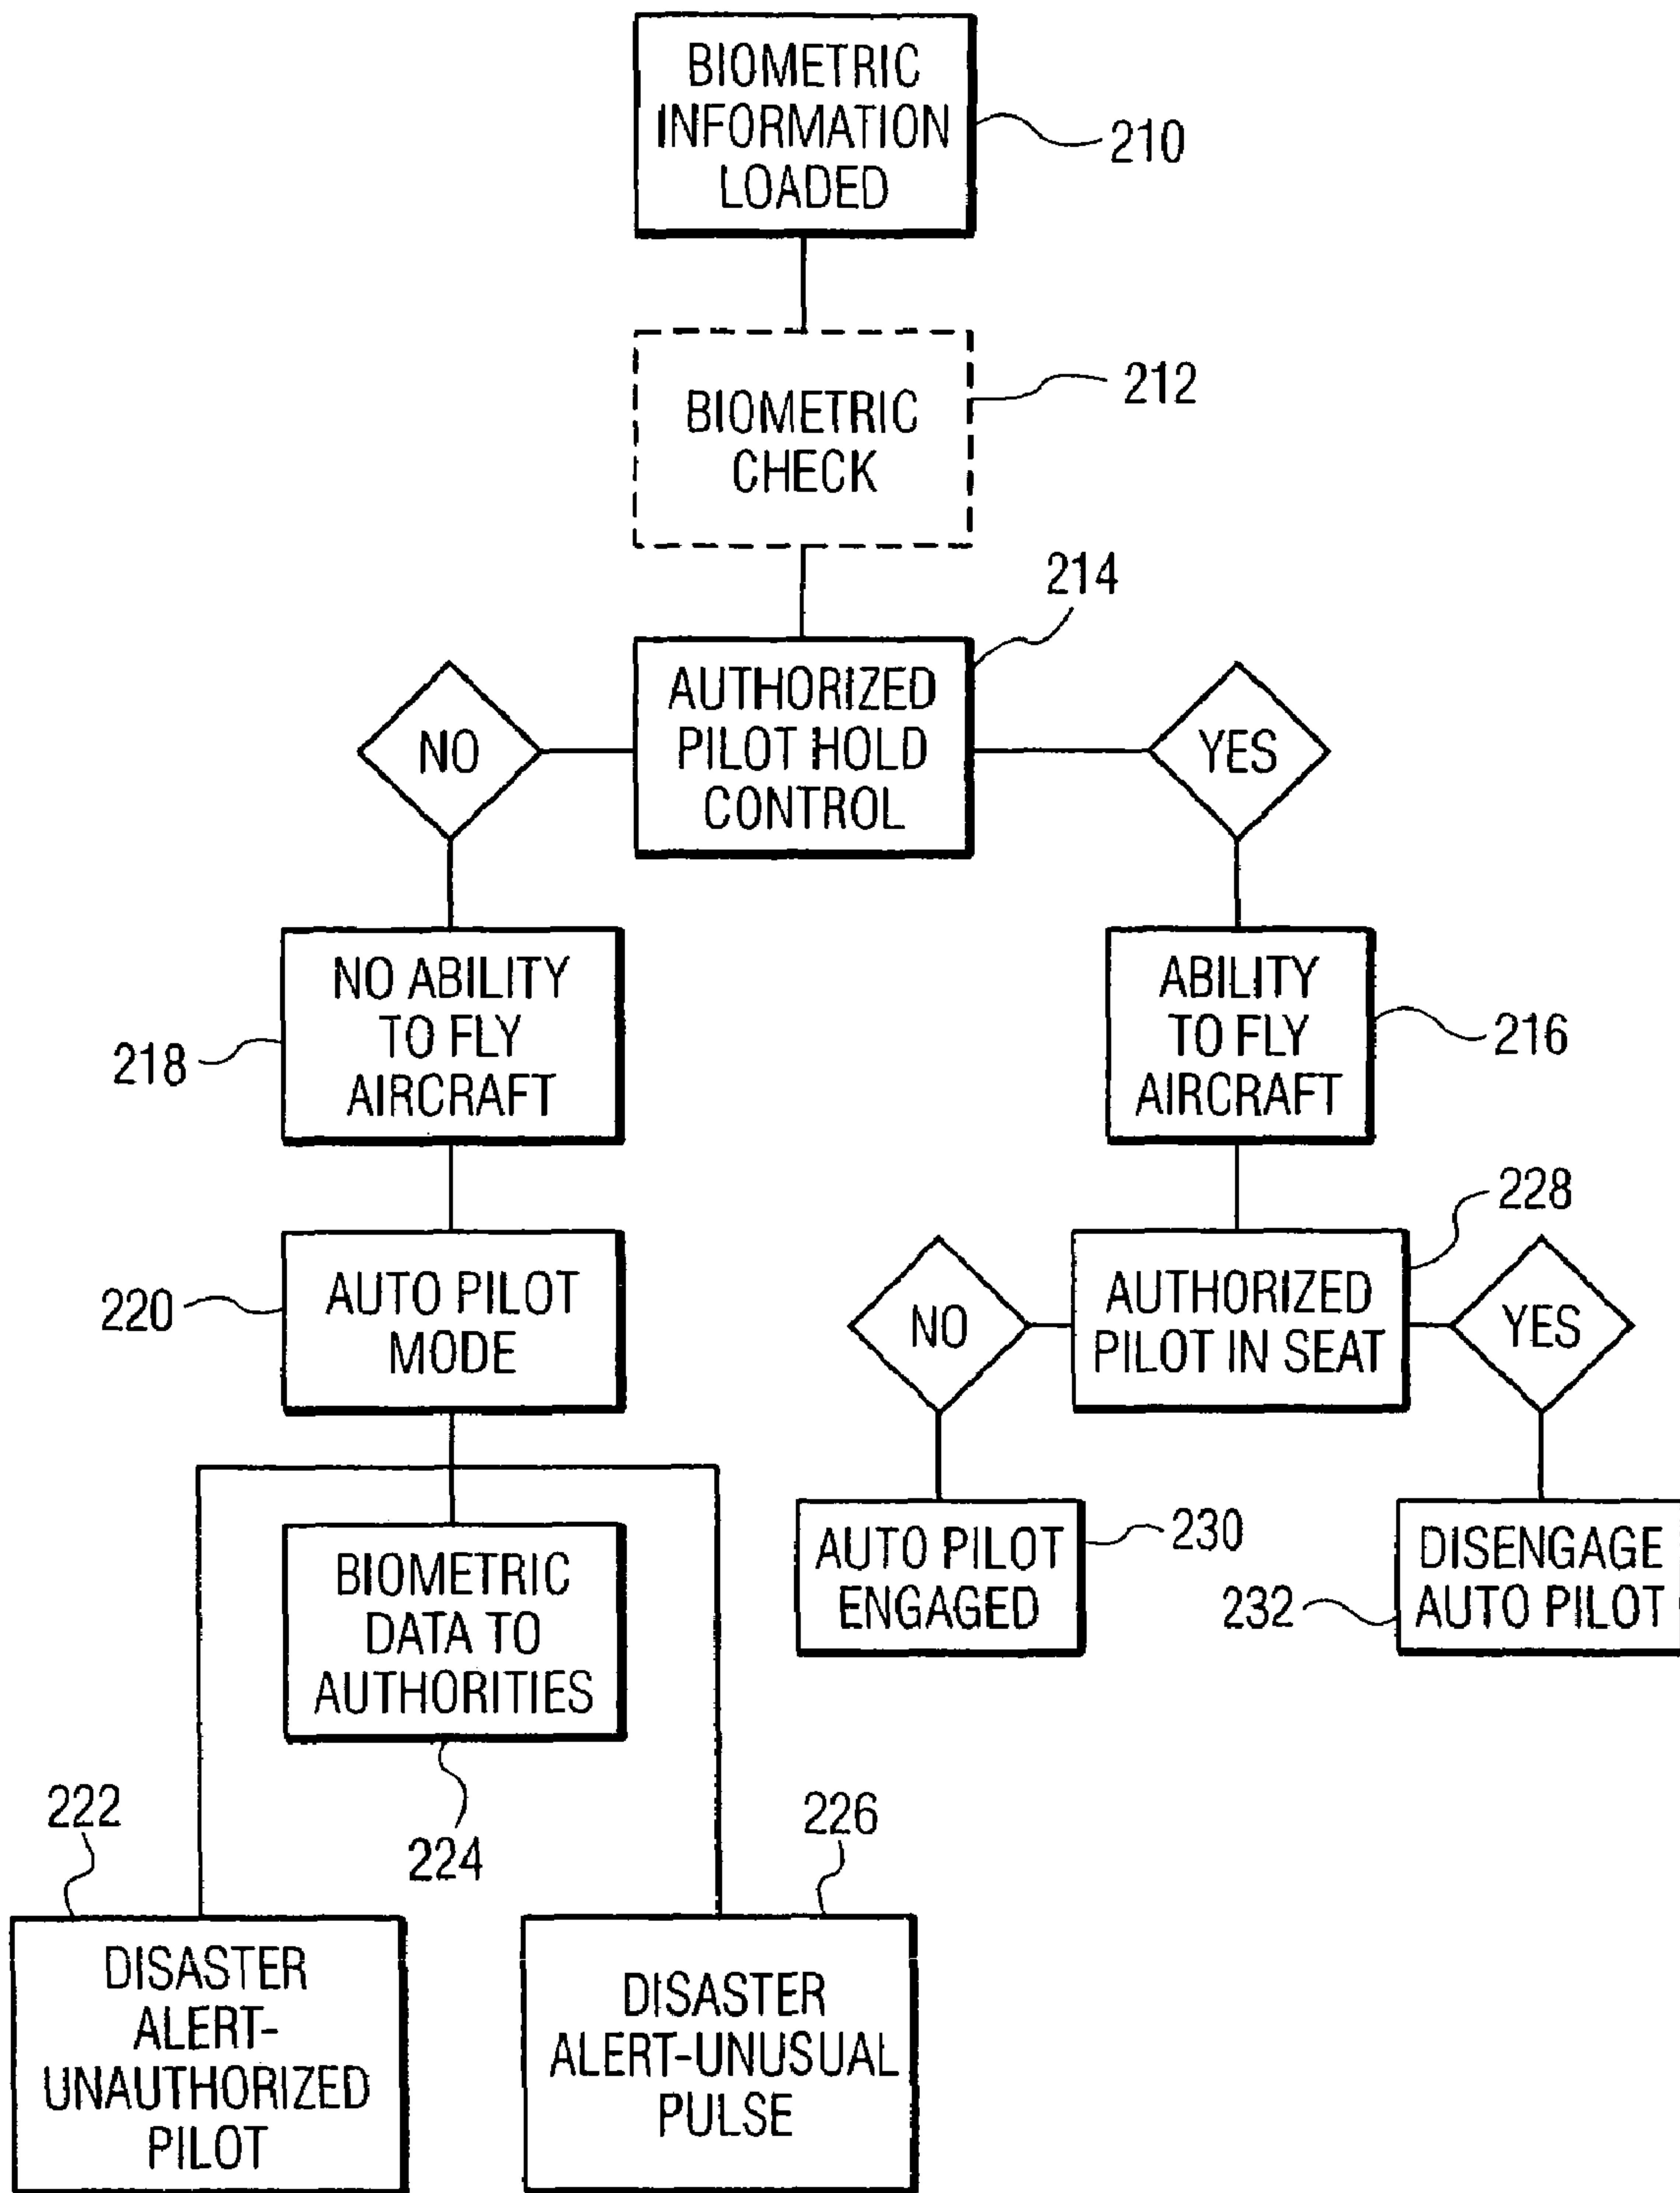 BIOMETRIC
INFORMATION
LOADED
210
BIOMETRIC
CHECK
212
214
AUTHORIZED
PILOT HOLD
CONTROL
NO
YES
NO ABILITY
TO FLY
AIRCRAFT
218
ABILITY
TO FLY
AIRCRAFT
216
AUTO PILOT
MODE
220
228
AUTHORIZED
PILOT IN SEAT
NO
YES
AUTO PILOT
ENGAGED
230
DISENGAGE
AUTO PILOT
232
BIOMETRIC
DATA TO
AUTHORITIES
224
222
DISASTER
ALERT-
UNAUTHORIZED
PILOT
226
DISASTER
ALERT-UNUSUAL
PULSE